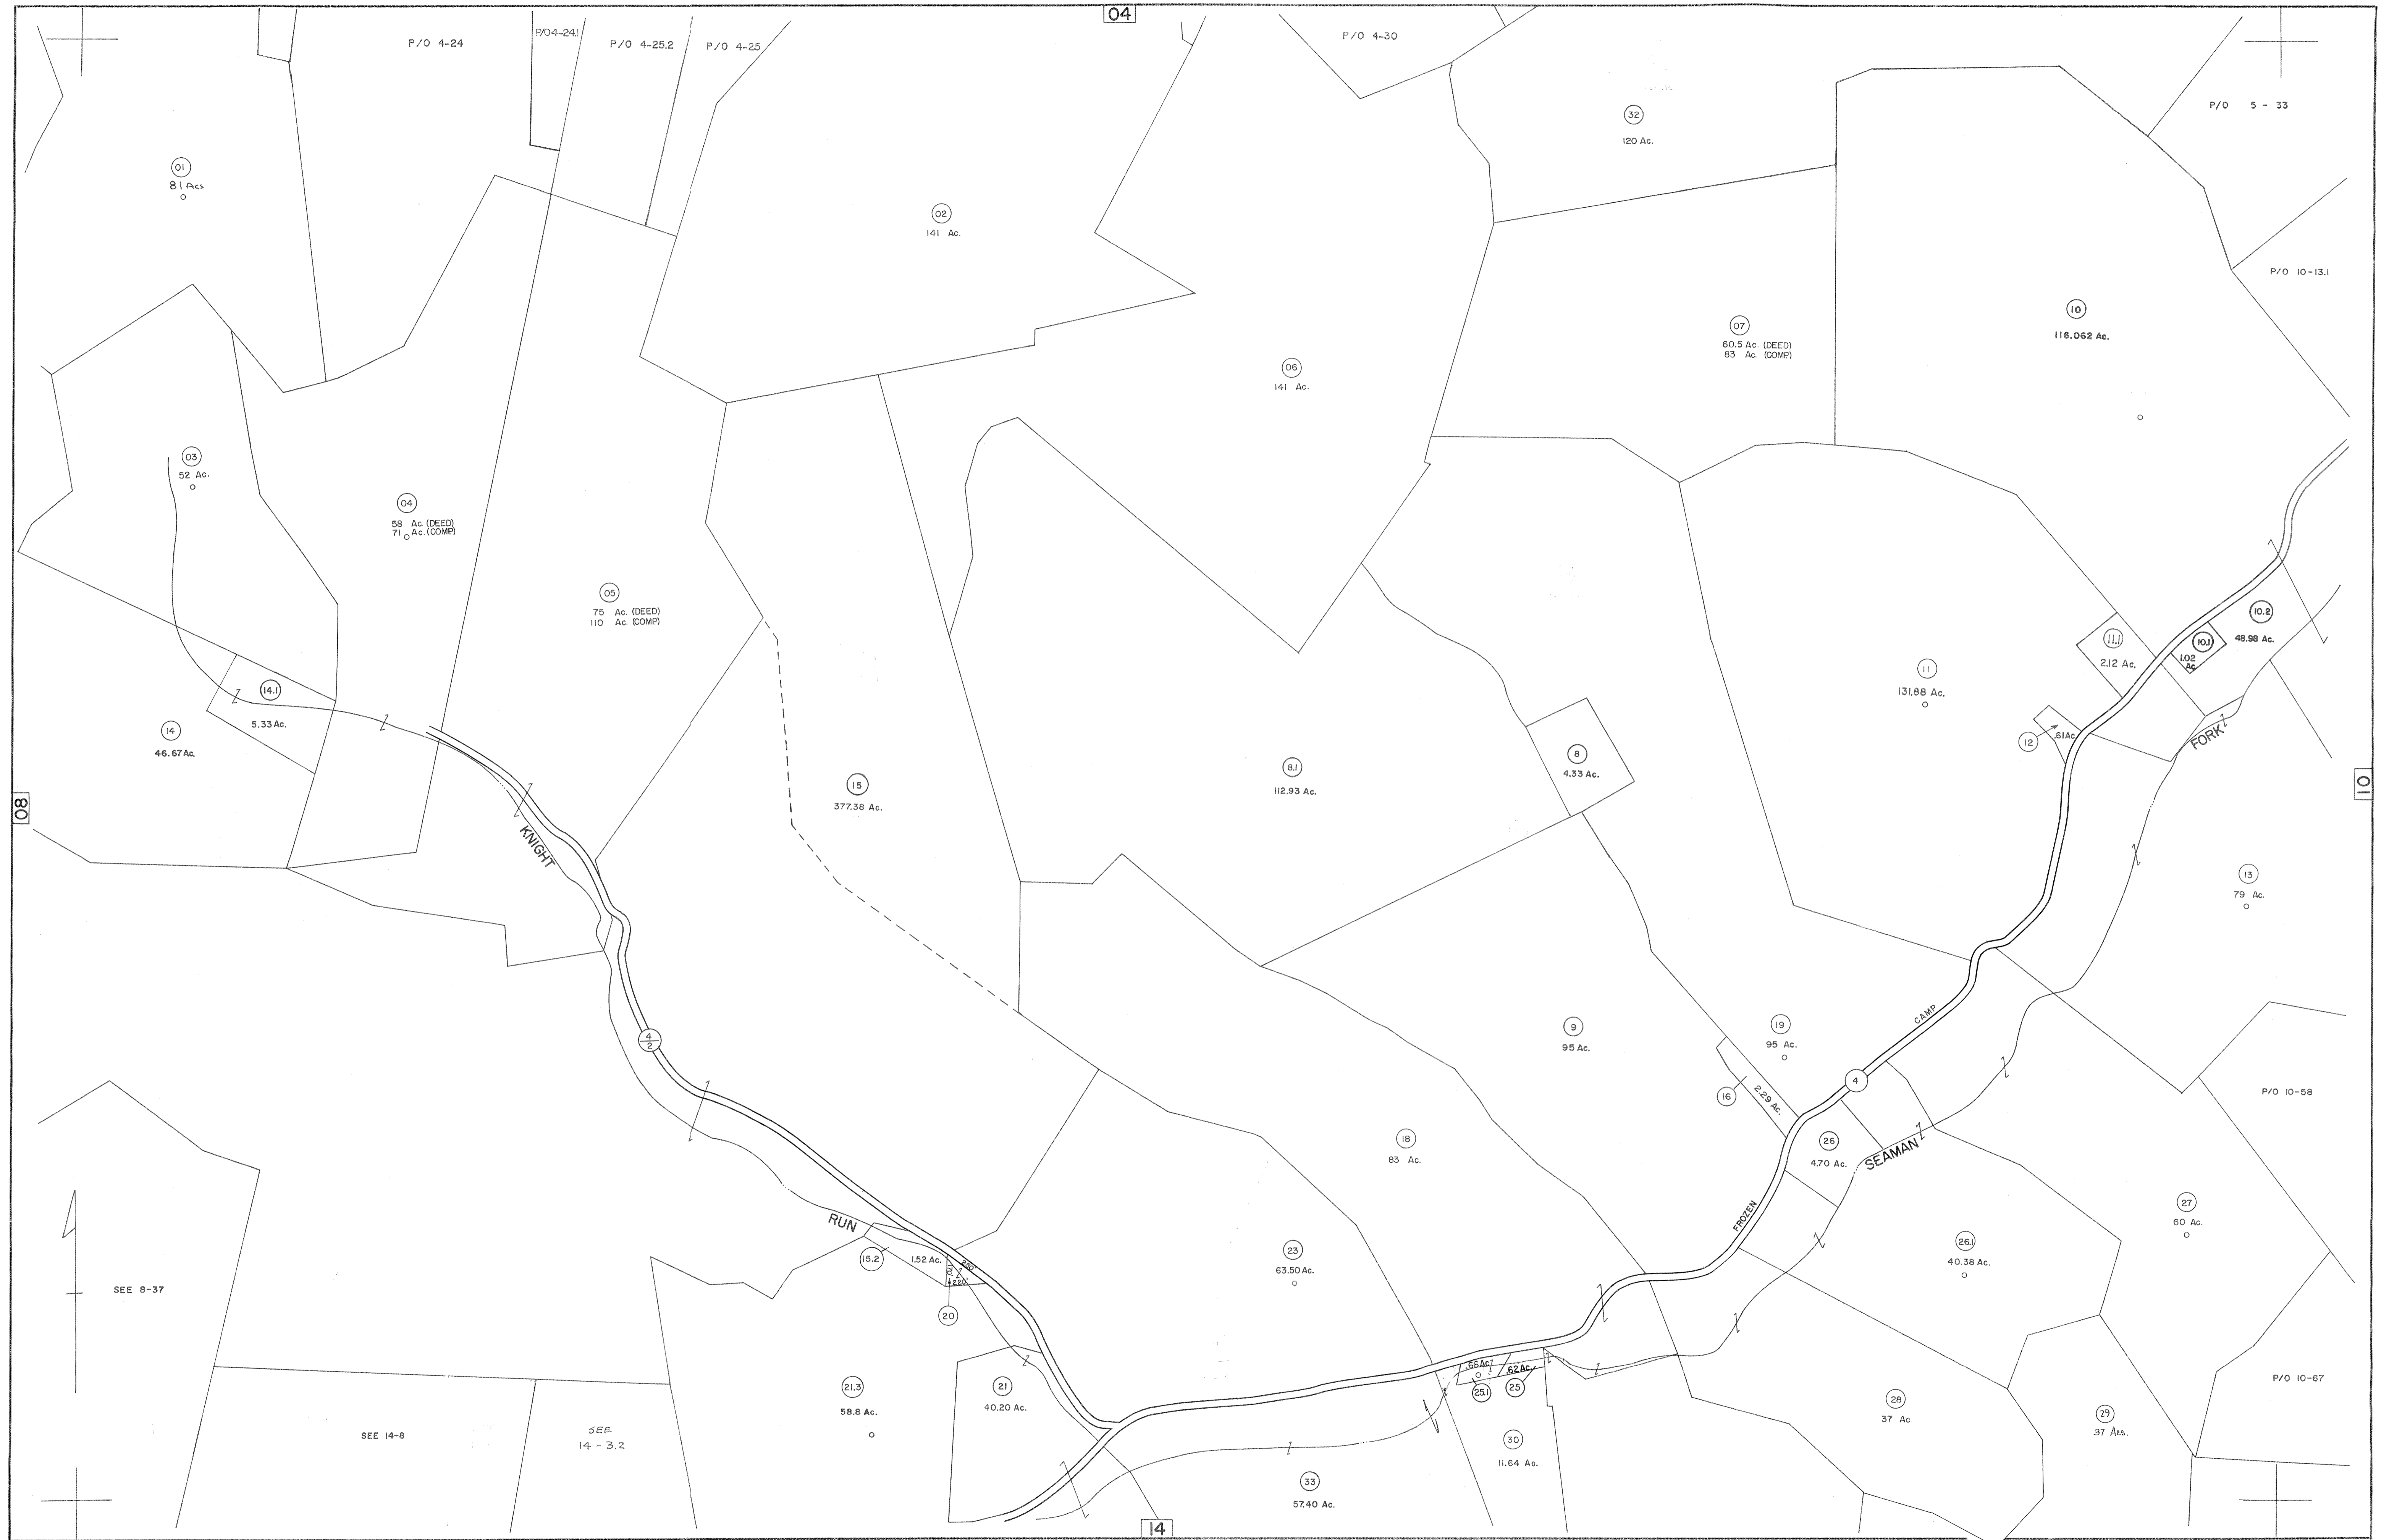 04
P/O 4-24
P/O4-24.1
P/O 4-25.2
P/O 4-25
P/O 4-30
32
120 Ac.
P/O 5 - 33
01
81 Acs
02
141 Ac.
P/O 10-13.1
10
116.062 Ac.
07
60.5 Ac. (DEED)
83 Ac. (COMP)
06
141 Ac.
03
52 Ac.
04
58 Ac. (DEED)
71 Ac. (COMP)
05
75 Ac. (DEED)
110 Ac. (COMP)
10.2
48.98 Ac.
10.1
1.02
Ac
11.1
2.12 Ac.
11
131.88 Ac.
14.1
5.33 Ac.
14
46.67 Ac.
12
.61Ac
FORK
8
4.33 Ac.
8.1
112.93 Ac.
15
377.38 Ac.
08
10
KNIGHT
13
79 Ac.
4
2
9
95 Ac.
19
95 Ac.
CAMP
4
16
2.29 Ac.
P/O 10-58
26
4.70 Ac.
SEAMAN
18
83 Ac.
FROZEN
27
60 Ac.
RUN
15.2
1.52 Ac.
220
20
23
63.50 Ac.
26.1
40.38 Ac.
SEE 8-37
.66 Ac
.62 Ac.
25.1
25
21.3
58.8 Ac.
21
40.20 Ac.
P/O 10-67
28
37 Ac.
29
37 Acs.
SEE 14-8
SEE
14 - 3.2
30
11.64 Ac.
33
57.40 Ac.
14